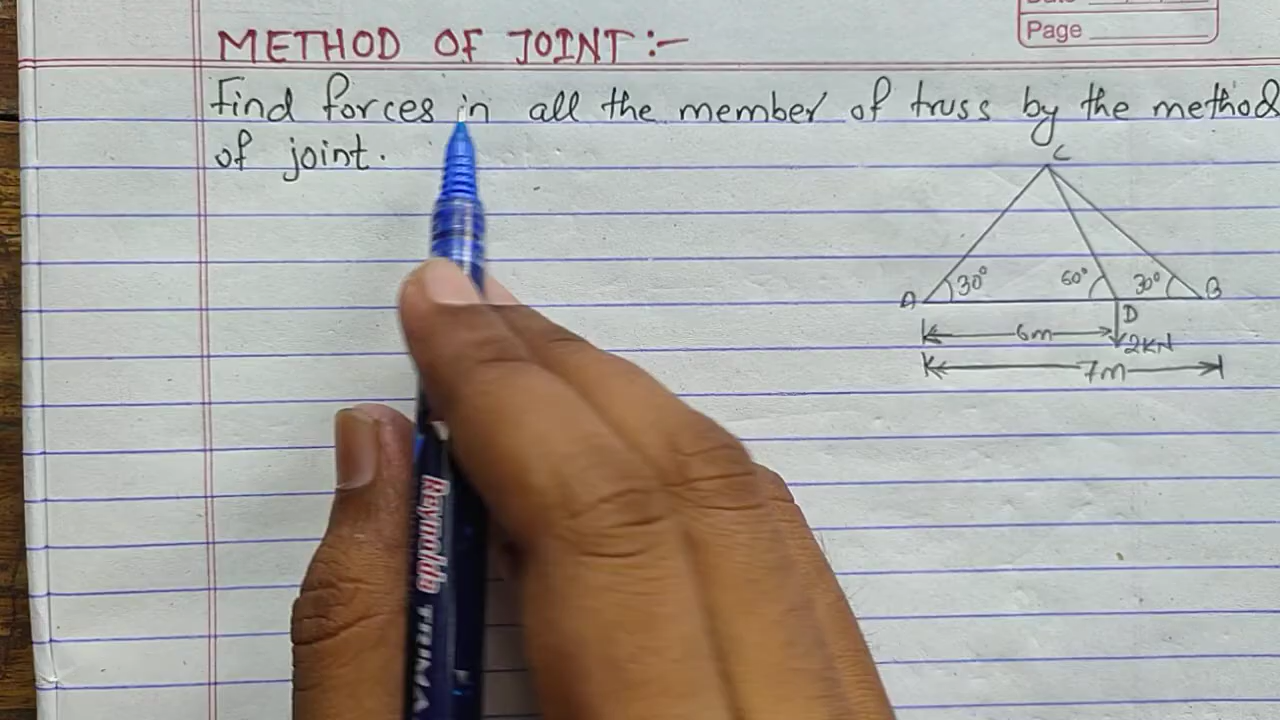 Page
METHOD OF JOINT :-
Find forces in all the member of truss by the method
of joint.
C
A 30° 60° 30° B
D
6m 2KN
7m
Reynolds TRIMA